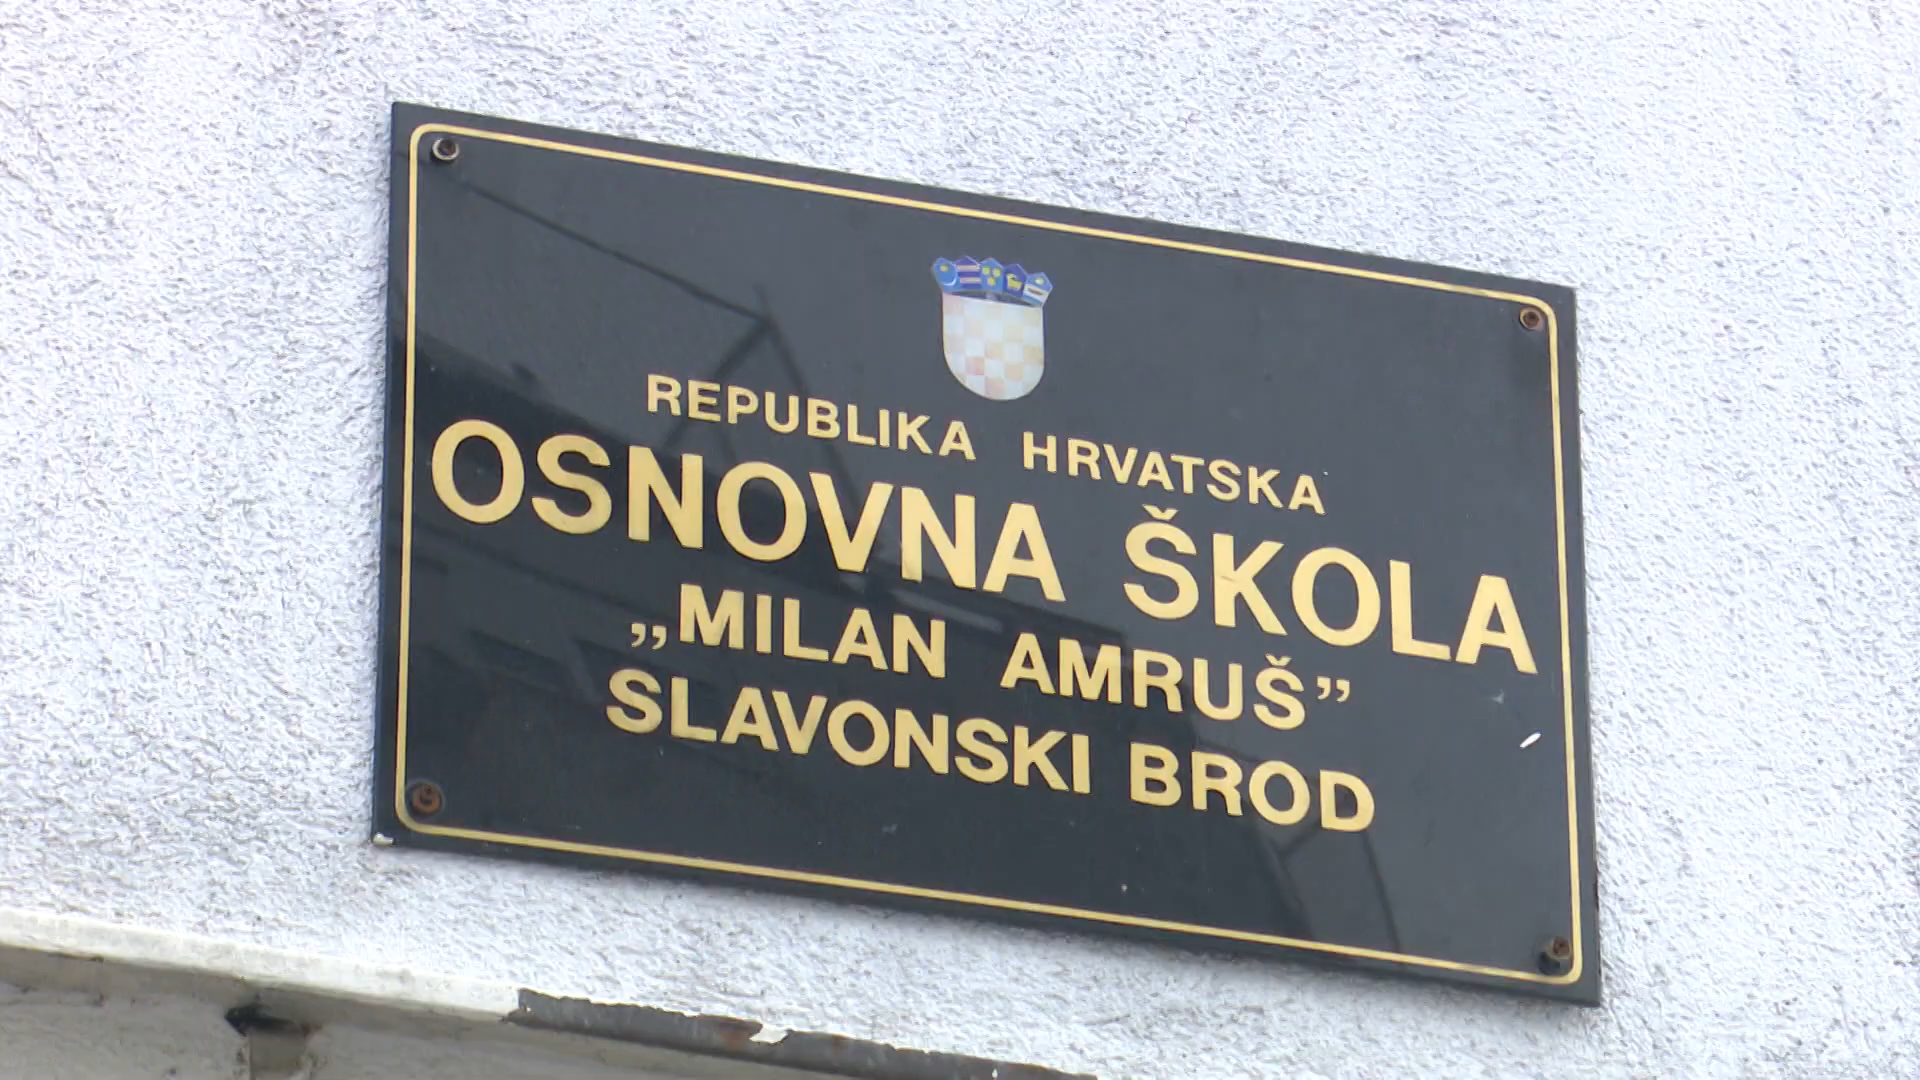 REPUBLIKA HRVATSKA
OSNOVNA ŠKOLA
„MILAN AMRUŠ”
SLAVONSKI BROD